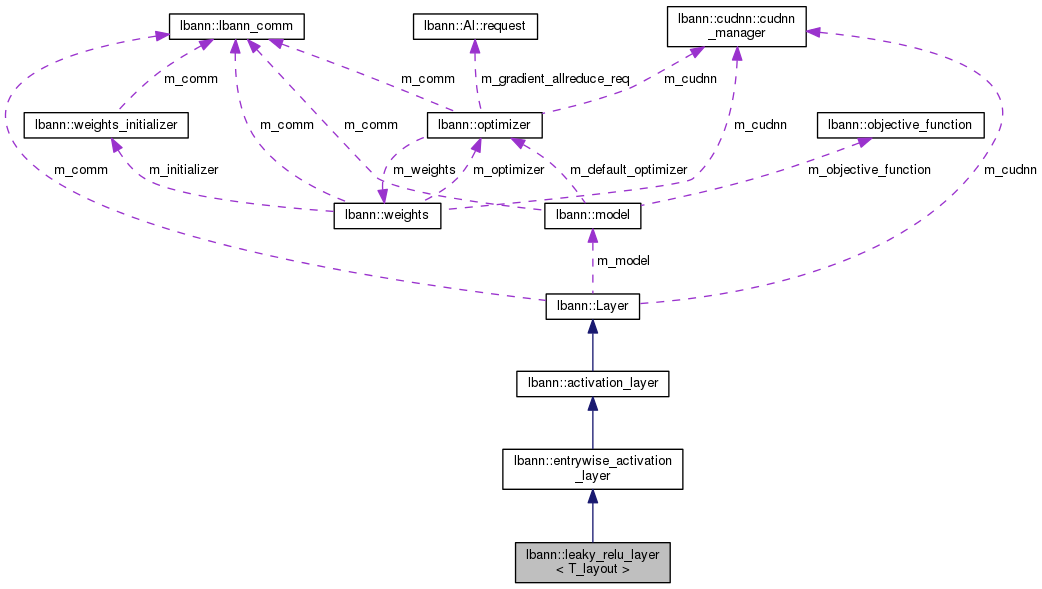 lbann::lbann_comm
lbann::Al::request
lbann::cudnn::cudnn
_manager
m_comm
m_comm
m_gradient_allreduce_req
m_cudnn
lbann::weights_initializer
m_comm
m_comm
lbann::optimizer
m_cudnn
lbann::objective_function
m_comm
m_initializer
m_weights
m_optimizer
m_default_optimizer
m_objective_function
m_cudnn
lbann::weights
lbann::model
m_model
lbann::Layer
lbann::activation_layer
lbann::entrywise_activation
_layer
lbann::leaky_relu_layer
< T_layout >